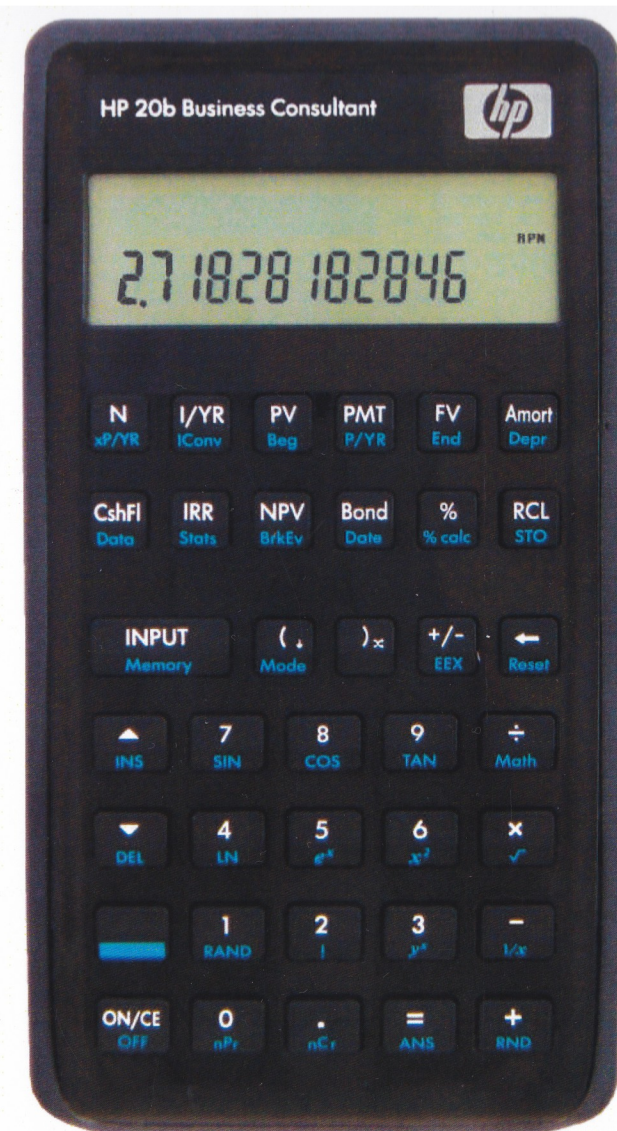 HP 20b Business Consultant hp
RPN
2.71828182846
N I/YR PV PMT FV Amort
xP/YR IConv Beg P/YR End Depr
CshFl IRR NPV Bond % RCL
Data Stats BrkEv Date % calc STO
INPUT ( ↓ )x +/- ←
Memory Mode EEX Reset
▲ 7 8 9 ÷
INS SIN COS TAN Math
▼ 4 5 6 ×
DEL LN eˣ x² √
1 2 3 −
RAND ! yˣ 1/x
ON/CE 0 . = +
OFF nPr nCr ANS RND